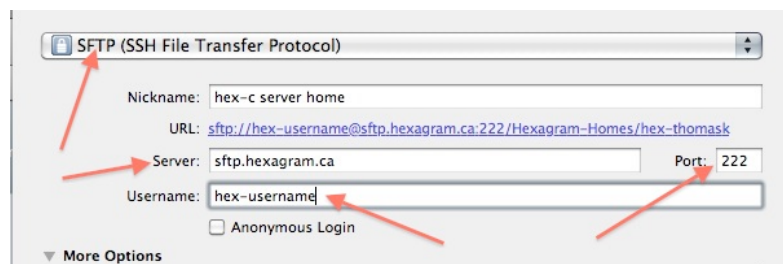 SFTP (SSH File Transfer Protocol)
Nickname: hex-c server home
URL: sftp://hex-username@sftp.hexagram.ca:222/Hexagram-Homes/hex-thomask
Server: sftp.hexagram.ca Port: 222
Username: hex-username
Anonymous Login
More Options